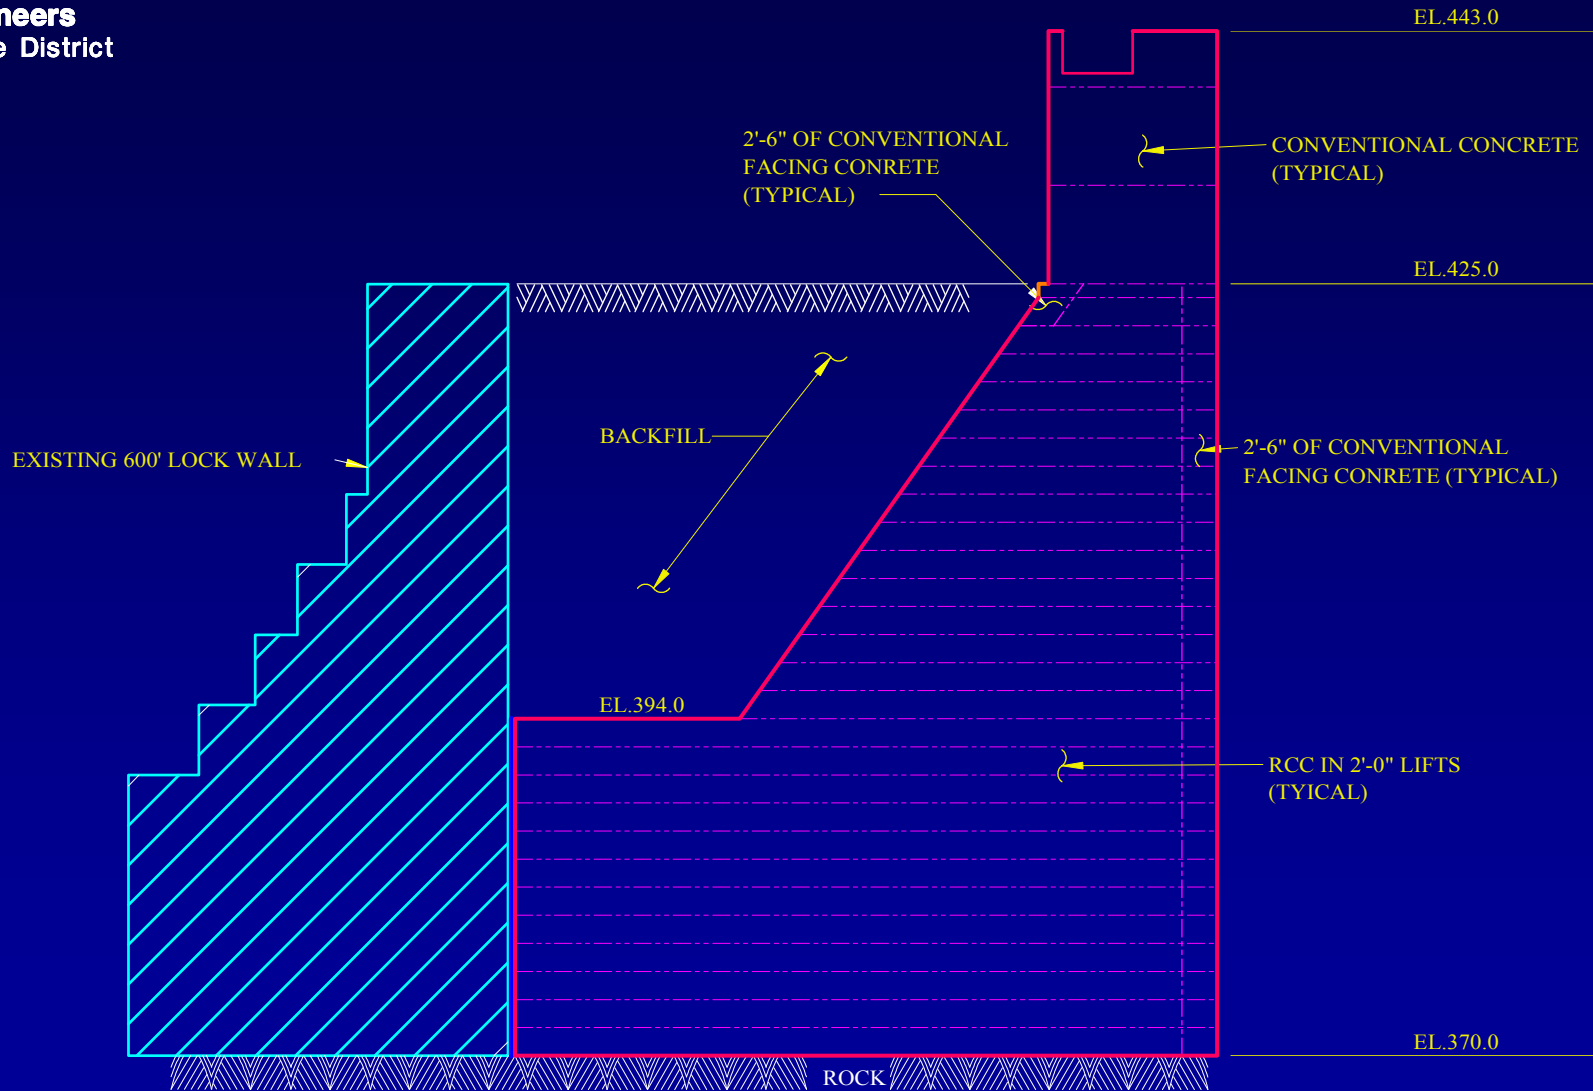 District
EL.443.0
2'-6" OF CONVENTIONAL
FACING CONRETE
(TYPICAL)
CONVENTIONAL CONCRETE
(TYPICAL)
EL.425.0
BACKFILL
EXISTING 600' LOCK WALL
2'-6" OF CONVENTIONAL
FACING CONRETE (TYPICAL)
EL.394.0
RCC IN 2'-0" LIFTS
(TYICAL)
EL.370.0
ROCK